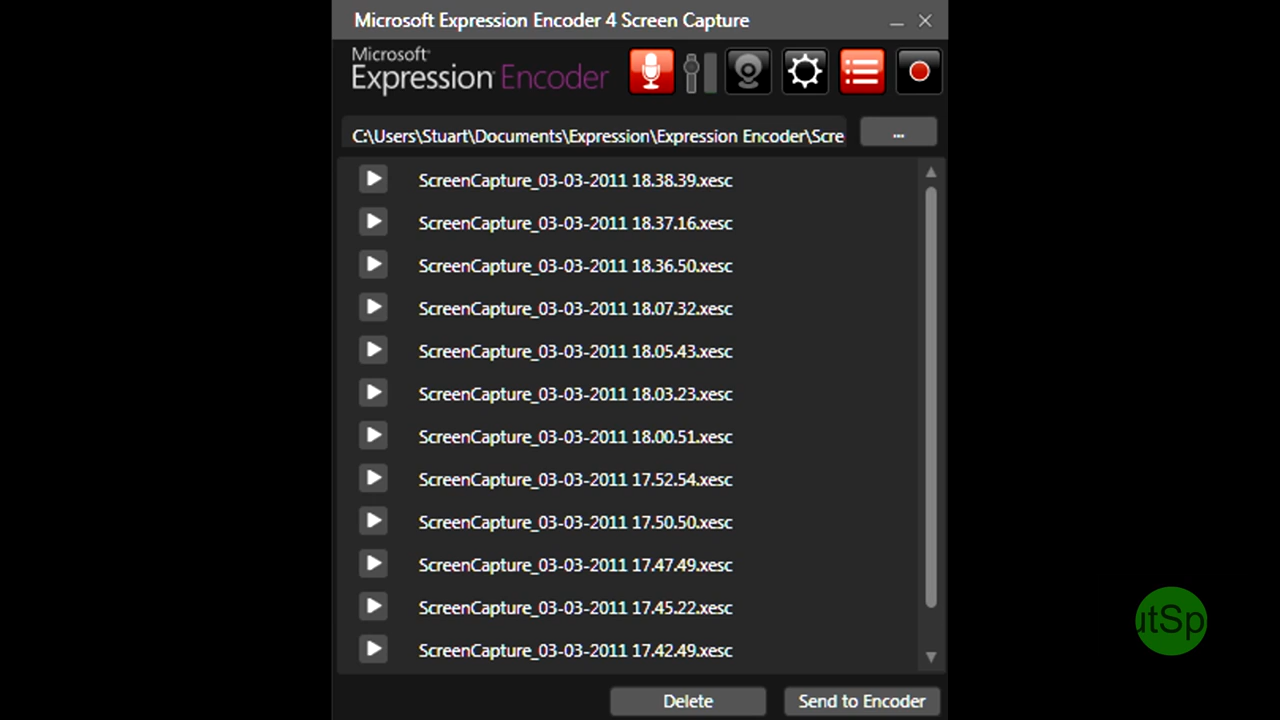 Microsoft Expression Encoder 4 Screen Capture
Microsoft®
Expression® Encoder
C:\Users\Stuart\Documents\Expression\Expression Encoder\Scre
...
ScreenCapture_03-03-2011 18.38.39.xesc
ScreenCapture_03-03-2011 18.37.16.xesc
ScreenCapture_03-03-2011 18.36.50.xesc
ScreenCapture_03-03-2011 18.07.32.xesc
ScreenCapture_03-03-2011 18.05.43.xesc
ScreenCapture_03-03-2011 18.03.23.xesc
ScreenCapture_03-03-2011 18.00.51.xesc
ScreenCapture_03-03-2011 17.52.54.xesc
ScreenCapture_03-03-2011 17.50.50.xesc
ScreenCapture_03-03-2011 17.47.49.xesc
ScreenCapture_03-03-2011 17.45.22.xesc
ScreenCapture_03-03-2011 17.42.49.xesc
utSp
Delete
Send to Encoder